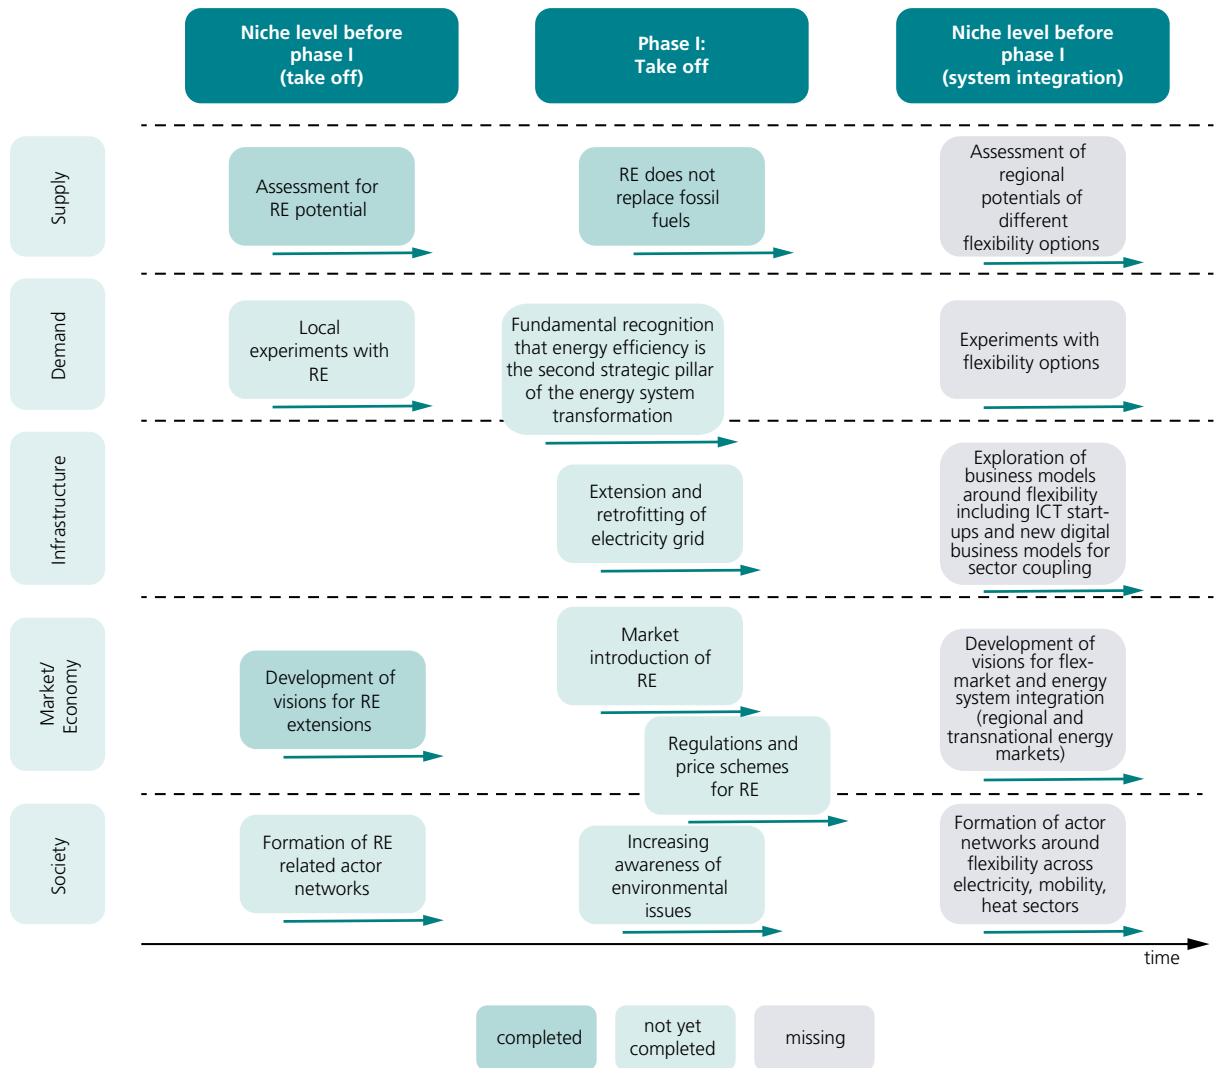 Niche level before
phase I
(take off)
Phase I:
Take off
Niche level before
phase I
(system integration)
Supply
Assessment for
RE potential
RE does not
replace fossil
fuels
Assessment of
regional
potentials of
different
flexibility options
Demand
Local
experiments with
RE
Fundamental recognition
that energy efficiency is
the second strategic pillar
of the energy system
transformation
Experiments with
flexibility options
Infrastructure
Extension and
retrofitting of
electricity grid
Exploration of
business models
around flexibility
including ICT start-
ups and new digital
business models for
sector coupling
Market/
Economy
Development of
visions for RE
extensions
Market
introduction of
RE
Regulations and
price schemes
for RE
Development of
visions for flex-
market and energy
system integration
(regional and
transnational energy
markets)
Society
Formation of RE
related actor
networks
Increasing
awareness of
environmental
issues
Formation of actor
networks around
flexibility across
electricity, mobility,
heat sectors
time
completed
not yet
completed
missing